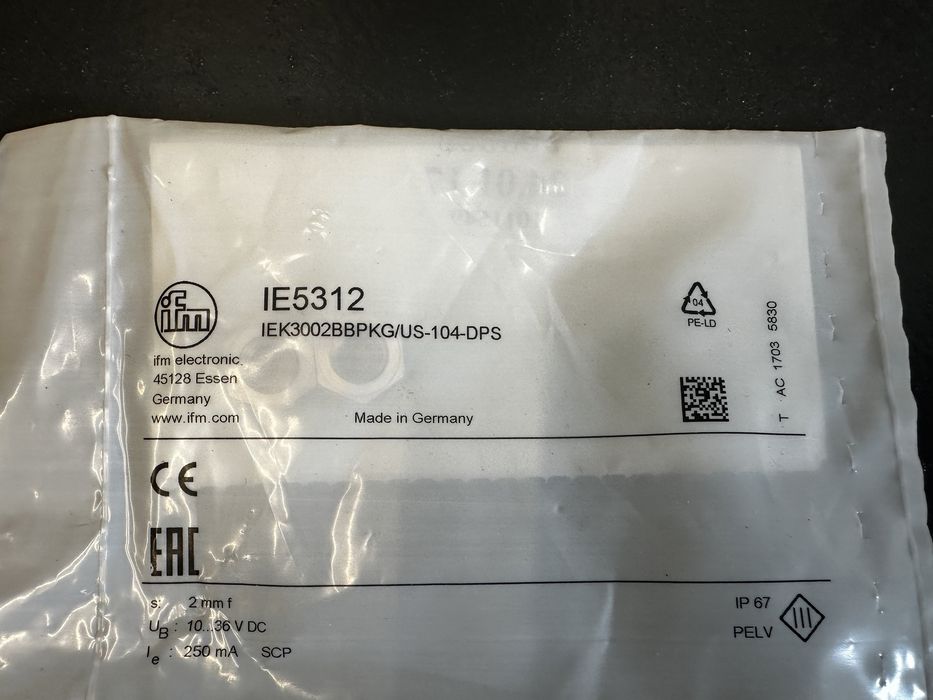 IE5312
IEK3002BBPKG/US-104-DPS
ifm
ifm electronic
45128 Essen
Germany
www.ifm.com
Made in Germany
04
PE-LD
T AC 1703 5830
CE
EAC
s: 2 mm f
UB : 10...36 V DC
Ie : 250 mA SCP
IP 67
PELV
III